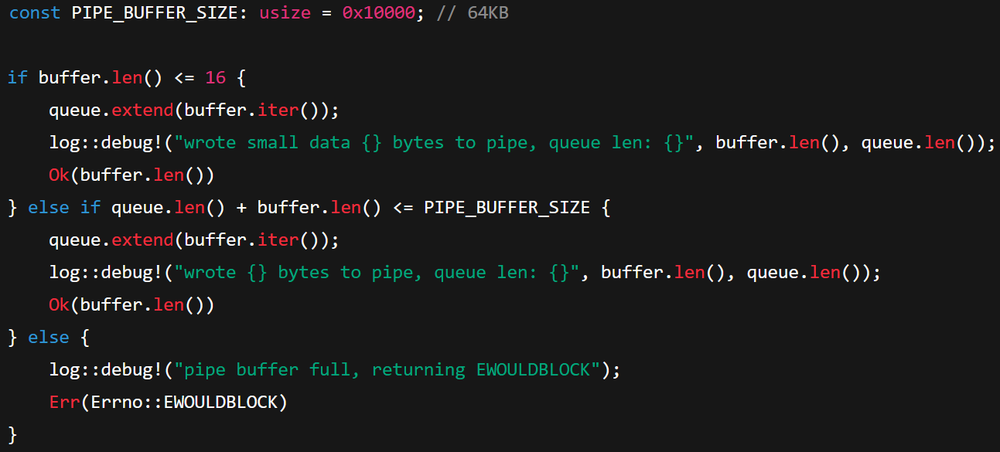 const PIPE_BUFFER_SIZE: usize = 0x10000; // 64KB
if buffer.len() <= 16 {
queue.extend(buffer.iter());
log::debug!("wrote small data {} bytes to pipe, queue len: {}", buffer.len(), queue.len());
Ok(buffer.len())
} else if queue.len() + buffer.len() <= PIPE_BUFFER_SIZE {
queue.extend(buffer.iter());
log::debug!("wrote {} bytes to pipe, queue len: {}", buffer.len(), queue.len());
Ok(buffer.len())
} else {
log::debug!("pipe buffer full, returning EWOULDBLOCK");
Err(Errno::EWOULDBLOCK)
}